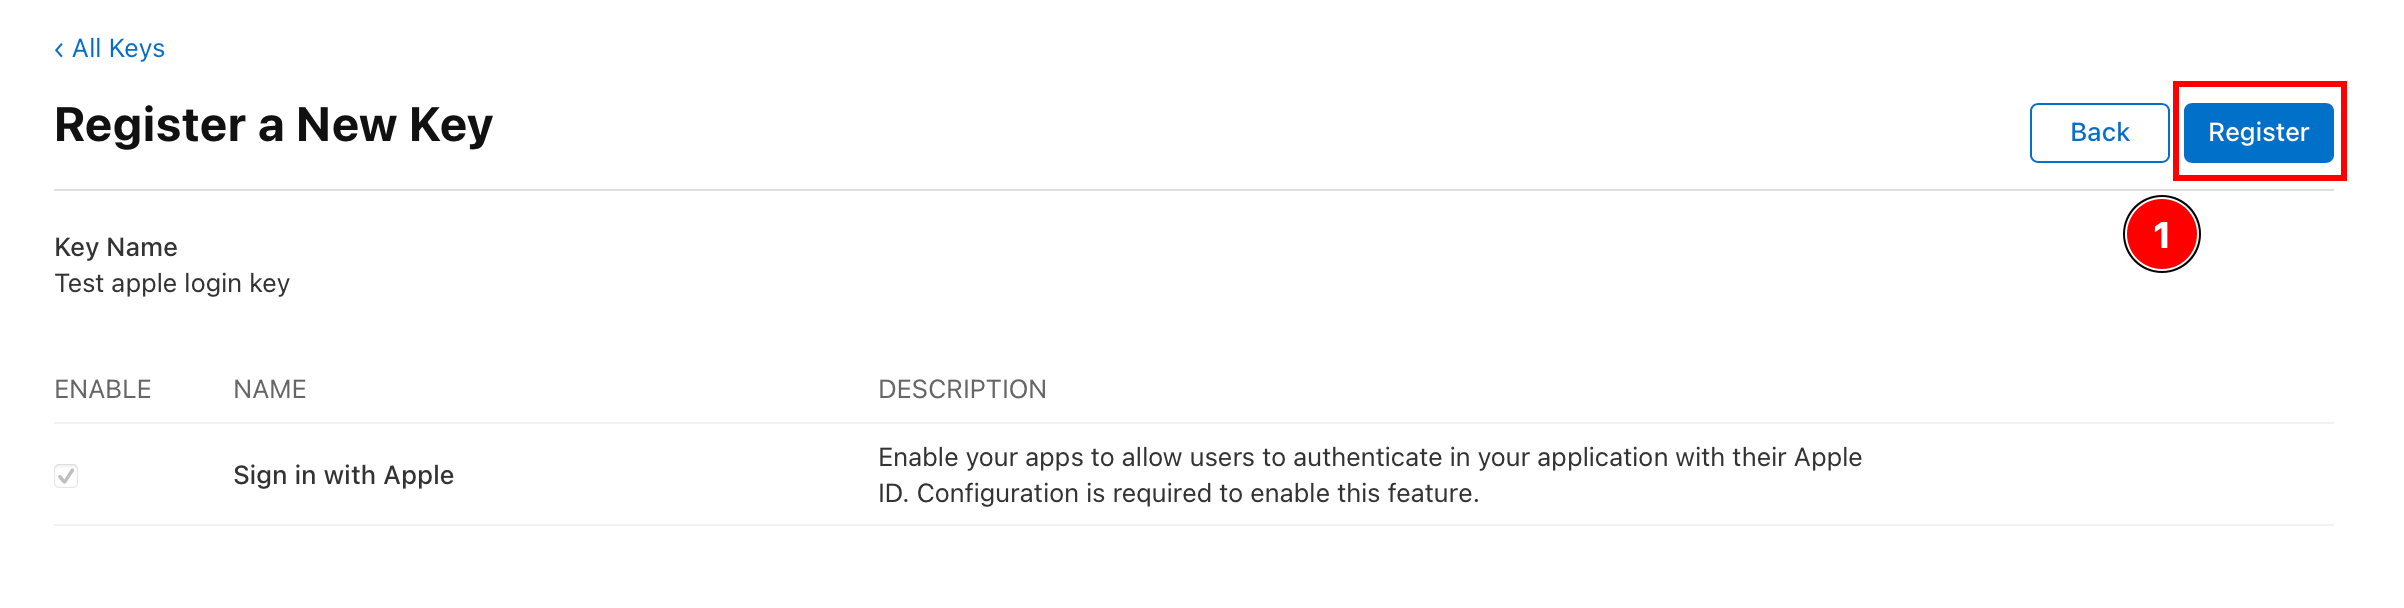 ‹ All Keys
Register a New Key
Back
Register
1
Key Name
Test apple login key
ENABLE
NAME
DESCRIPTION
Sign in with Apple
Enable your apps to allow users to authenticate in your application with their Apple
ID. Configuration is required to enable this feature.